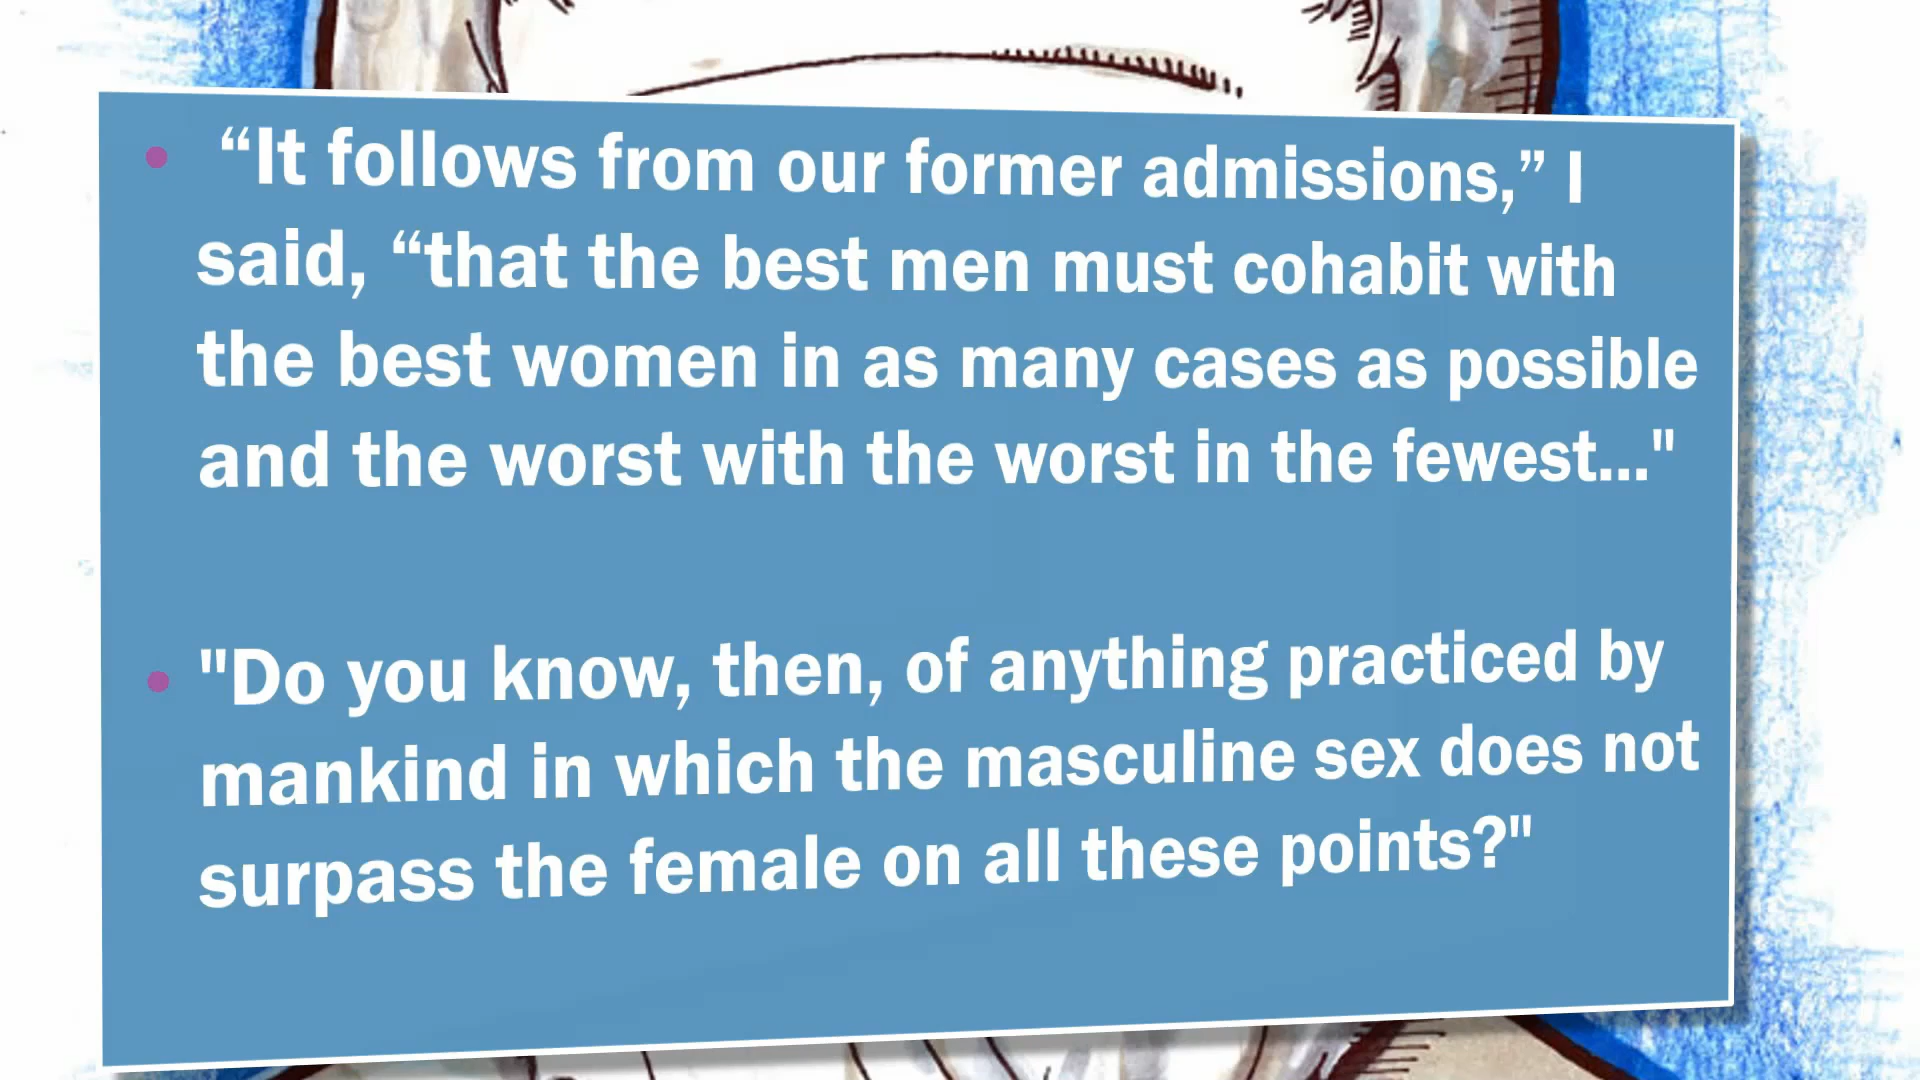 • “It follows from our former admissions,” I
said, “that the best men must cohabit with
the best women in as many cases as possible
and the worst with the worst in the fewest..."
• "Do you know, then, of anything practiced by
mankind in which the masculine sex does not
surpass the female on all these points?"